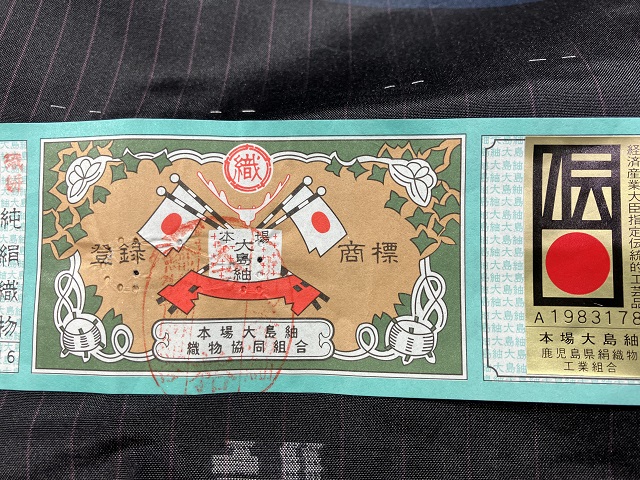 純絹織物
6
織
登録
商標
本場
大島紬
本場大島紬
織物協同組合
伝
経済産業大臣指定伝統的工芸
A1983178
本場大島紬
鹿児島県絹織物
工業組合